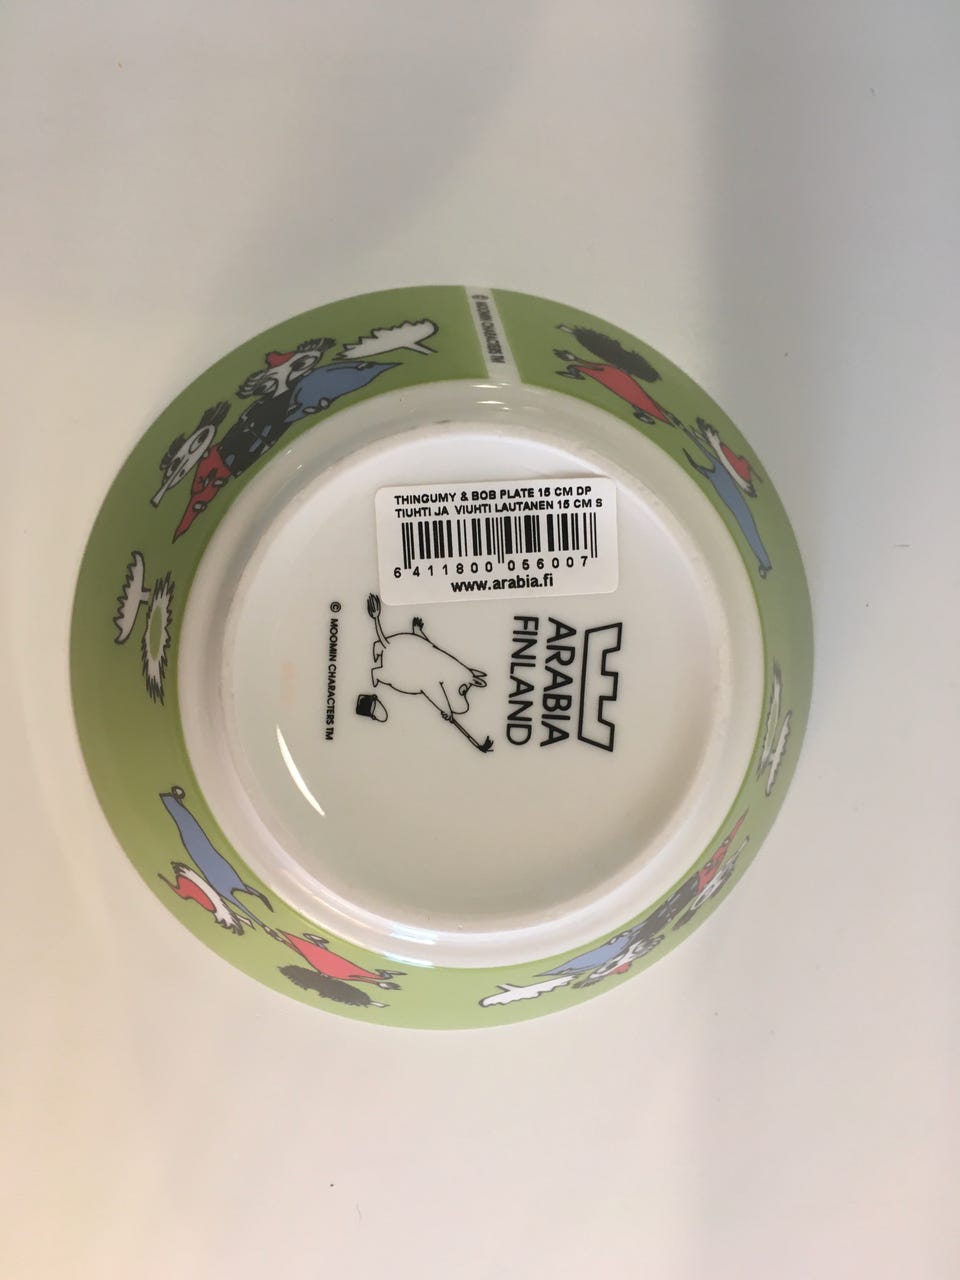 © MOOMIN CHARACTERS TM
THINGUMY & BOB PLATE 15 CM DP
TIUHTI JA VIUHTI LAUTANEN 15 CM S
6 411800 056007
www.arabia.fi
ARABIA
FINLAND
© MOOMIN CHARACTERS TM